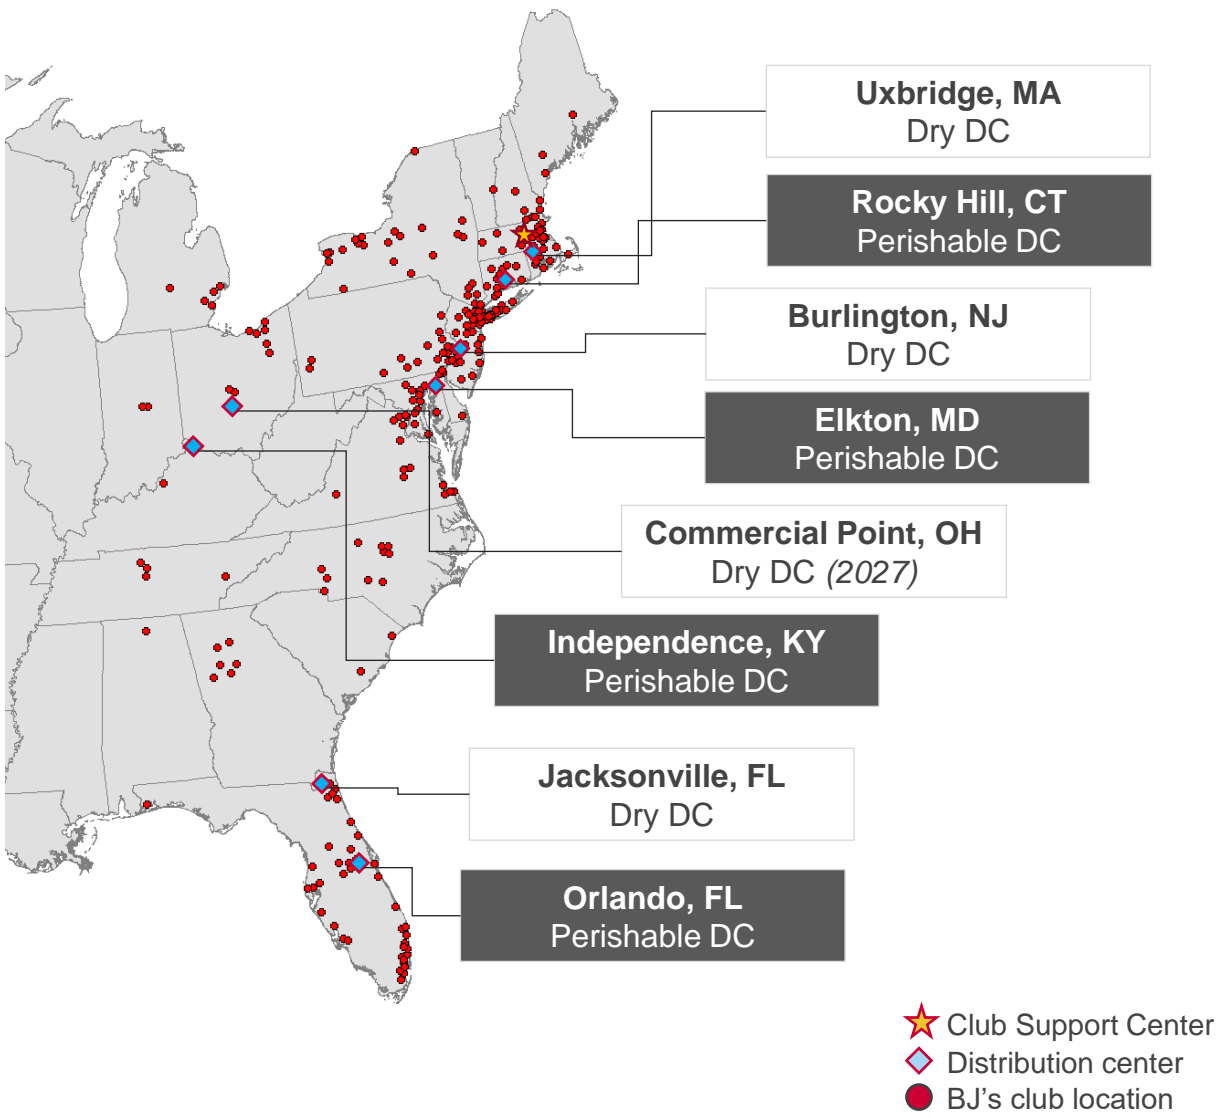 Uxbridge, MA
Dry DC
Rocky Hill, CT
Perishable DC
Burlington, NJ
Dry DC
Elkton, MD
Perishable DC
Commercial Point, OH
Dry DC (2027)
Independence, KY
Perishable DC
Jacksonville, FL
Dry DC
Orlando, FL
Perishable DC
Club Support Center
Distribution center
BJ's club location